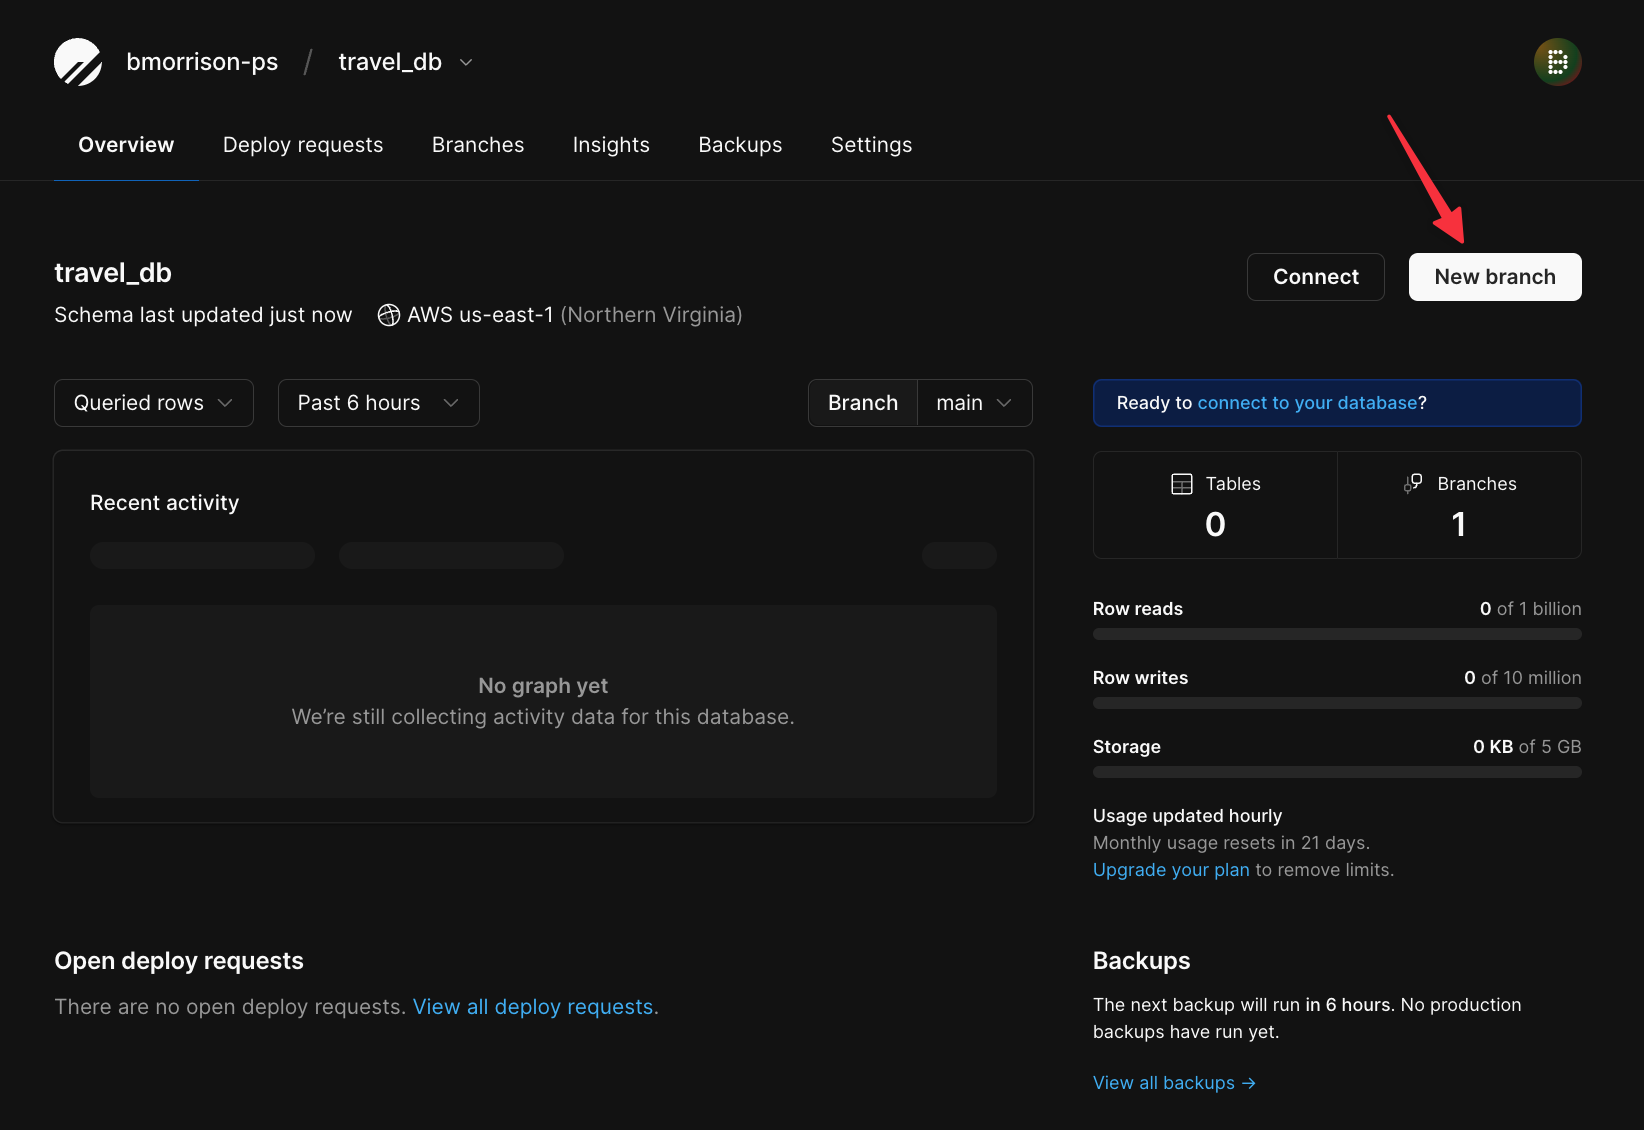 bmorrison-ps / travel_db
B
Overview Deploy requests Branches Insights Backups Settings
travel_db
Schema last updated just now AWS us-east-1 (Northern Virginia)
Connect New branch
Queried rows Past 6 hours Branch main
Ready to connect to your database?
Recent activity
No graph yet
We’re still collecting activity data for this database.
Tables Branches
0 1
Row reads 0 of 1 billion
Row writes 0 of 10 million
Storage 0 KB of 5 GB
Usage updated hourly
Monthly usage resets in 21 days.
Upgrade your plan to remove limits.
Open deploy requests
There are no open deploy requests. View all deploy requests.
Backups
The next backup will run in 6 hours. No production
backups have run yet.
View all backups →